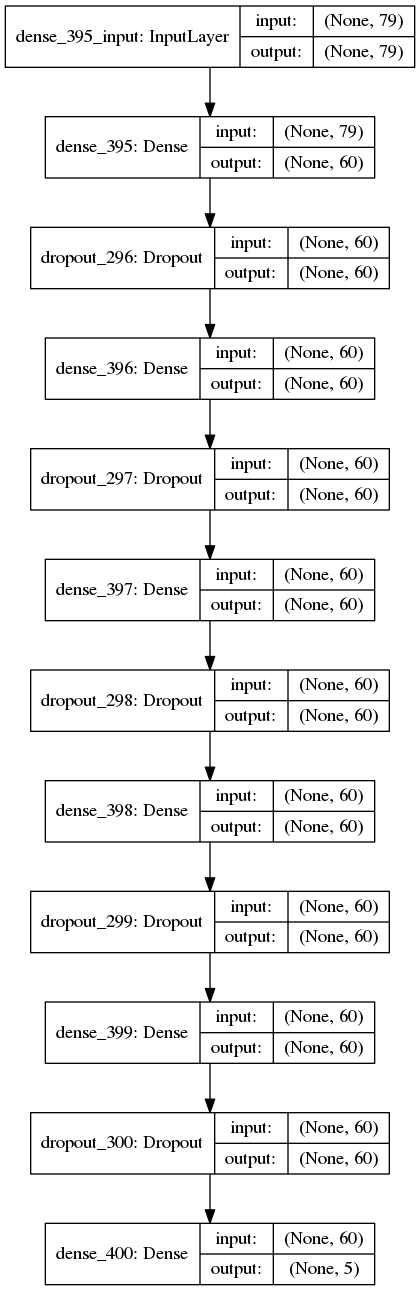 dense_395_input: InputLayer input: (None, 79)
output: (None, 79)
dense_395: Dense input: (None, 79)
output: (None, 60)
dropout_296: Dropout input: (None, 60)
output: (None, 60)
dense_396: Dense input: (None, 60)
output: (None, 60)
dropout_297: Dropout input: (None, 60)
output: (None, 60)
dense_397: Dense input: (None, 60)
output: (None, 60)
dropout_298: Dropout input: (None, 60)
output: (None, 60)
dense_398: Dense input: (None, 60)
output: (None, 60)
dropout_299: Dropout input: (None, 60)
output: (None, 60)
dense_399: Dense input: (None, 60)
output: (None, 60)
dropout_300: Dropout input: (None, 60)
output: (None, 60)
dense_400: Dense input: (None, 60)
output: (None, 5)